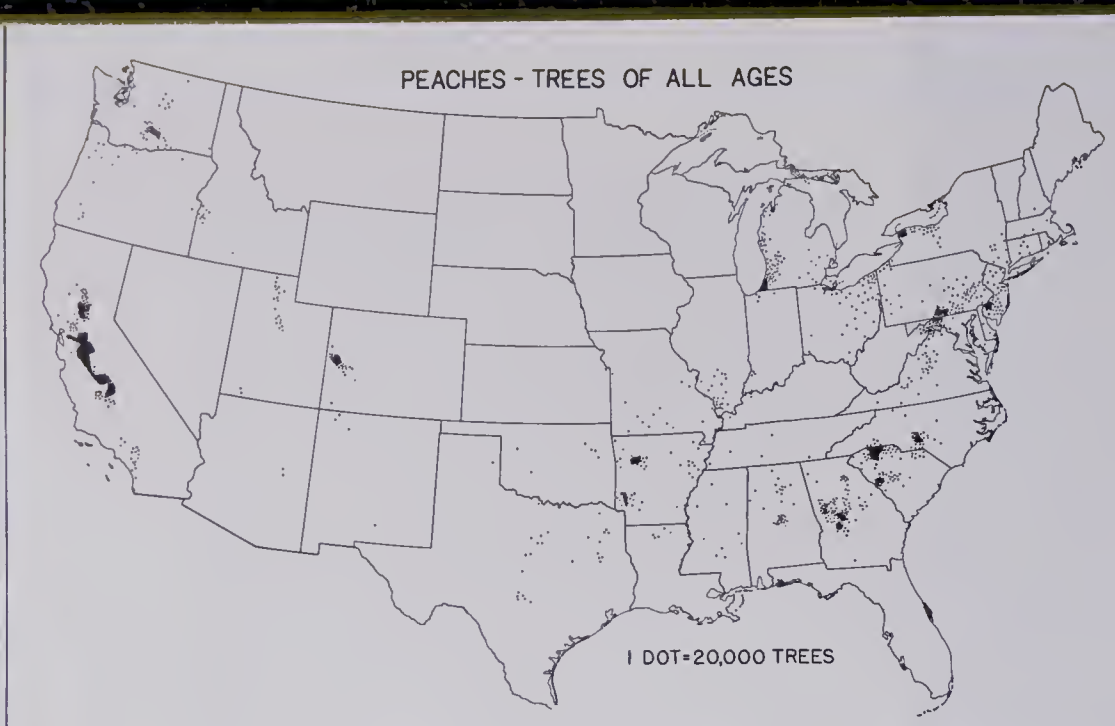 PEACHES - TREES OF ALL AGES
1 DOT=20,000 TREES